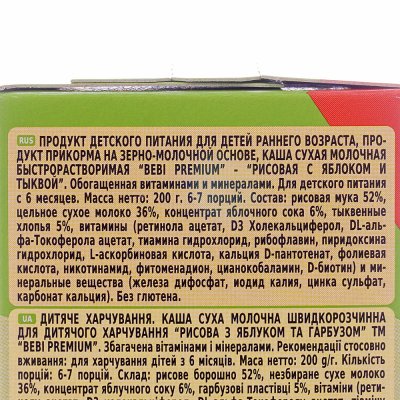 RUS ПРОДУКТ ДЕТСКОГО ПИТАНИЯ ДЛЯ ДЕТЕЙ РАННЕГО ВОЗРАСТА, ПРО-
ДУКТ ПРИКОРМА НА ЗЕРНО-МОЛОЧНОЙ ОСНОВЕ, КАША СУХАЯ МОЛОЧНАЯ
БЫСТРОРАСТВОРИМАЯ "BEBI PREMIUM" - "РИСОВАЯ С ЯБЛОКОМ И
ТЫКВОЙ". Обогащенная витаминами и минералами. Для детского питания
с 6 месяцев. Масса нетто: 200 г. 6-7 порций. Состав: рисовая мука 52%,
цельное сухое молоко 36%, концентрат яблочного сока 6%, тыквенные
хлопья 5%, витамины (ретинола ацетат, D3 Холекальциферол, DL-аль-
фа-Токоферола ацетат, тиамина гидрохлорид, рибофлавин, пиридоксина
гидрохлорид, L-аскорбиновая кислота, кальция D-пантотенат, фолиевая
кислота, никотинамид, фитоменадион, цианокобаламин, D-биотин) и ми-
неральные вещества (железа дифосфат, иодид калия, цинка сульфат,
карбонат кальция). Без глютена.
UA ДИТЯЧЕ ХАРЧУВАННЯ. КАША СУХА МОЛОЧНА ШВИДКОРОЗЧИННА
ДЛЯ ДИТЯЧОГО ХАРЧУВАННЯ "РИСОВА З ЯБЛУКОМ ТА ГАРБУЗОМ" ТМ
"BEBI PREMIUM". Збагачена вітамінами і мінералами. Рекомендації стосовно
вживання: для харчування дітей з 6 місяців. Маса нетто: 200 g/г. Кількість
порцій: 6-7 порцій. Склад: рисове борошно 52%, незбиране сухе молоко
36%, концентрат яблучного соку 6%, гарбузові пластівці 5%, вітаміни (рети-